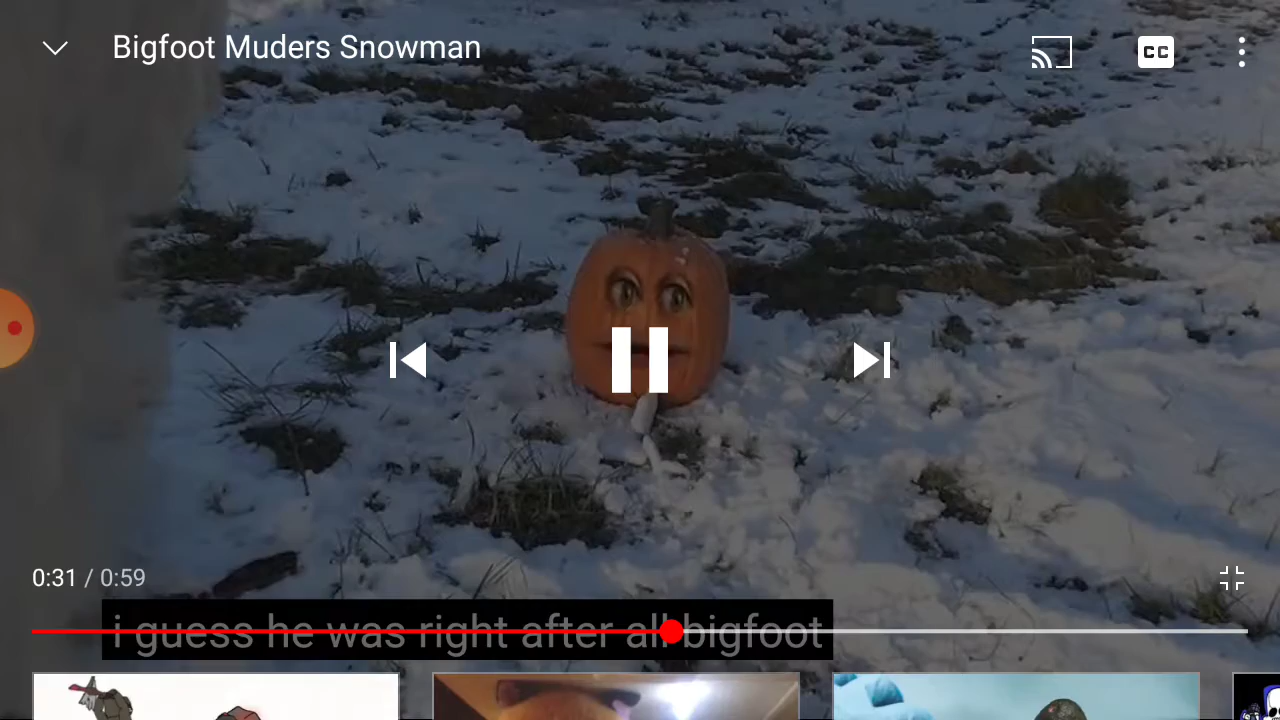 Bigfoot Muders Snowman
CC
0:31 / 0:59
i guess he was right after all bigfoot